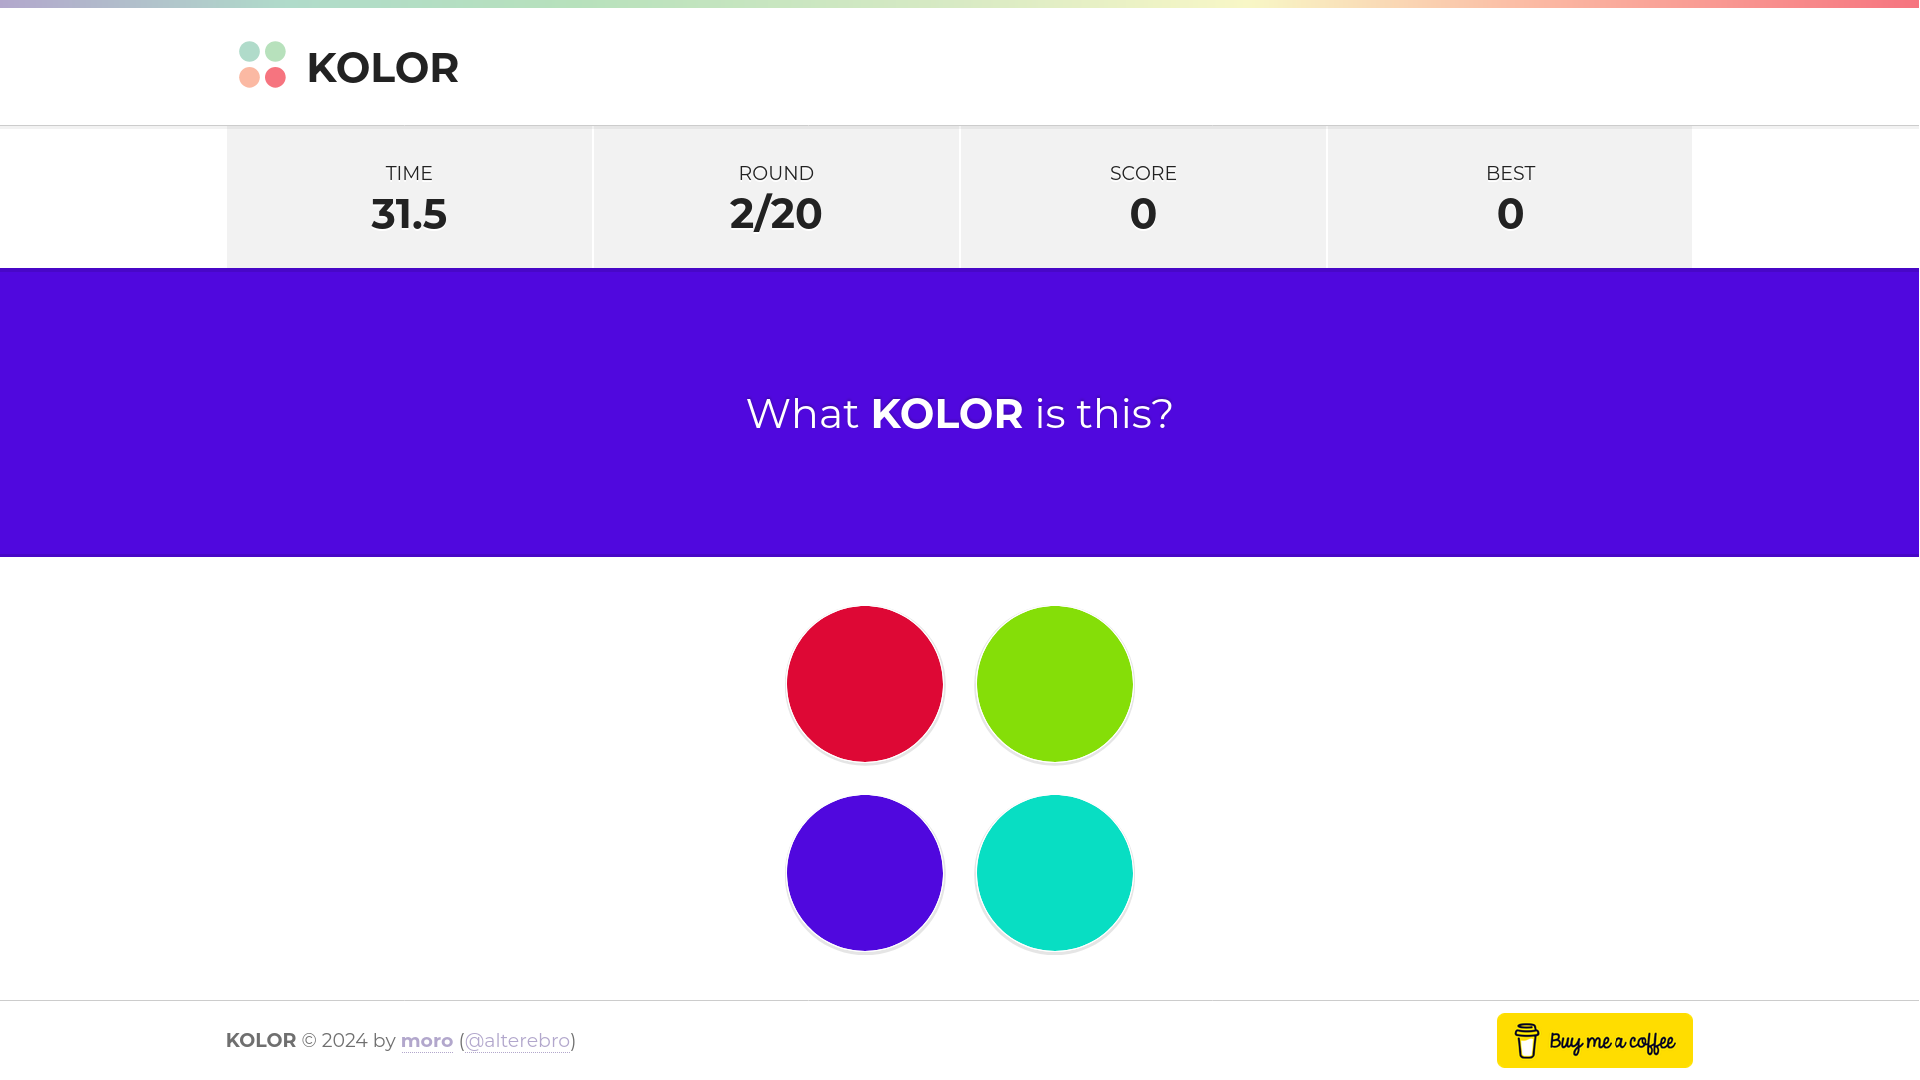 KOLOR
TIME
31.5
ROUND
2/20
SCORE
0
BEST
0
What KOLOR is this?
KOLOR © 2024 by moro (@alterebro)
Buy me a coffee